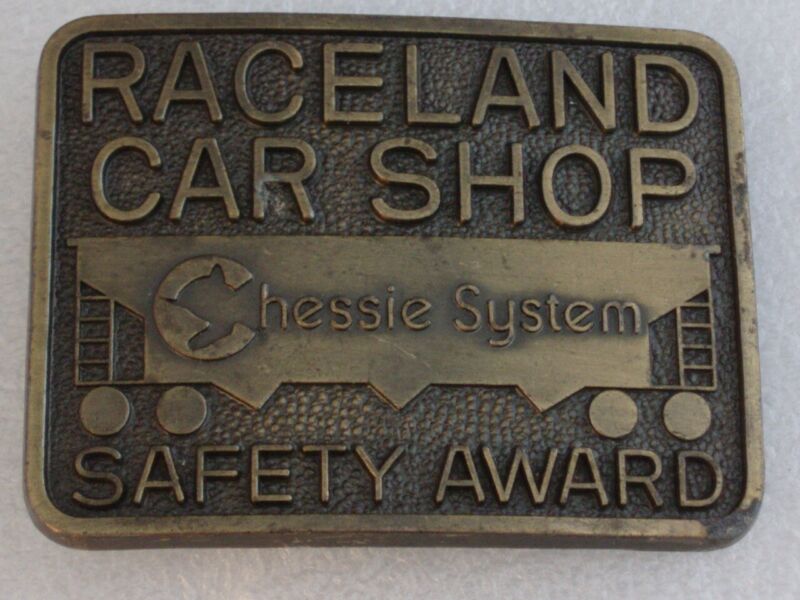 RACELAND
CAR SHOP
Chessie System
SAFETY AWARD